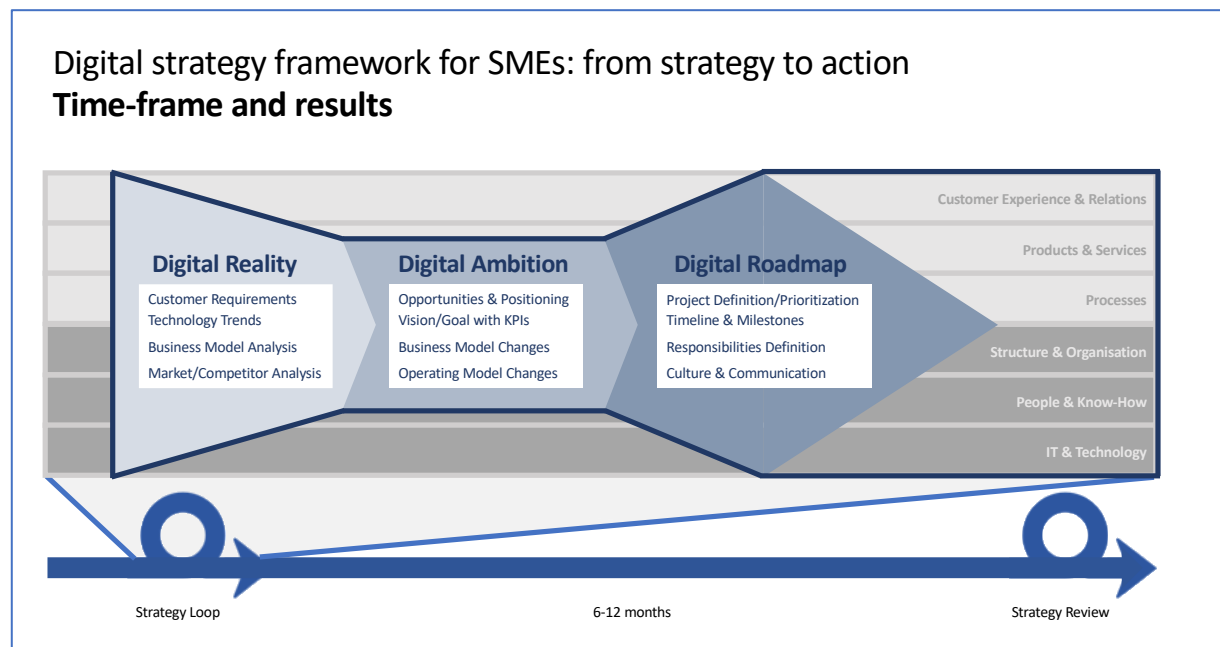 Digital strategy framework for SMEs: from strategy to action
Time-frame and results
Digital Reality
Customer Requirements
Technology Trends
Business Model Analysis
Market/Competitor Analysis
Digital Ambition
Opportunities & Positioning
Vision/Goal with KPIs
Business Model Changes
Operating Model Changes
Digital Roadmap
Project Definition/Prioritization
Timeline & Milestones
Responsibilities Definition
Culture & Communication
Customer Experience & Relations
Products & Services
Processes
Structure & Organisation
People & Know-How
IT & Technology
Strategy Loop
6-12 months
Strategy Review